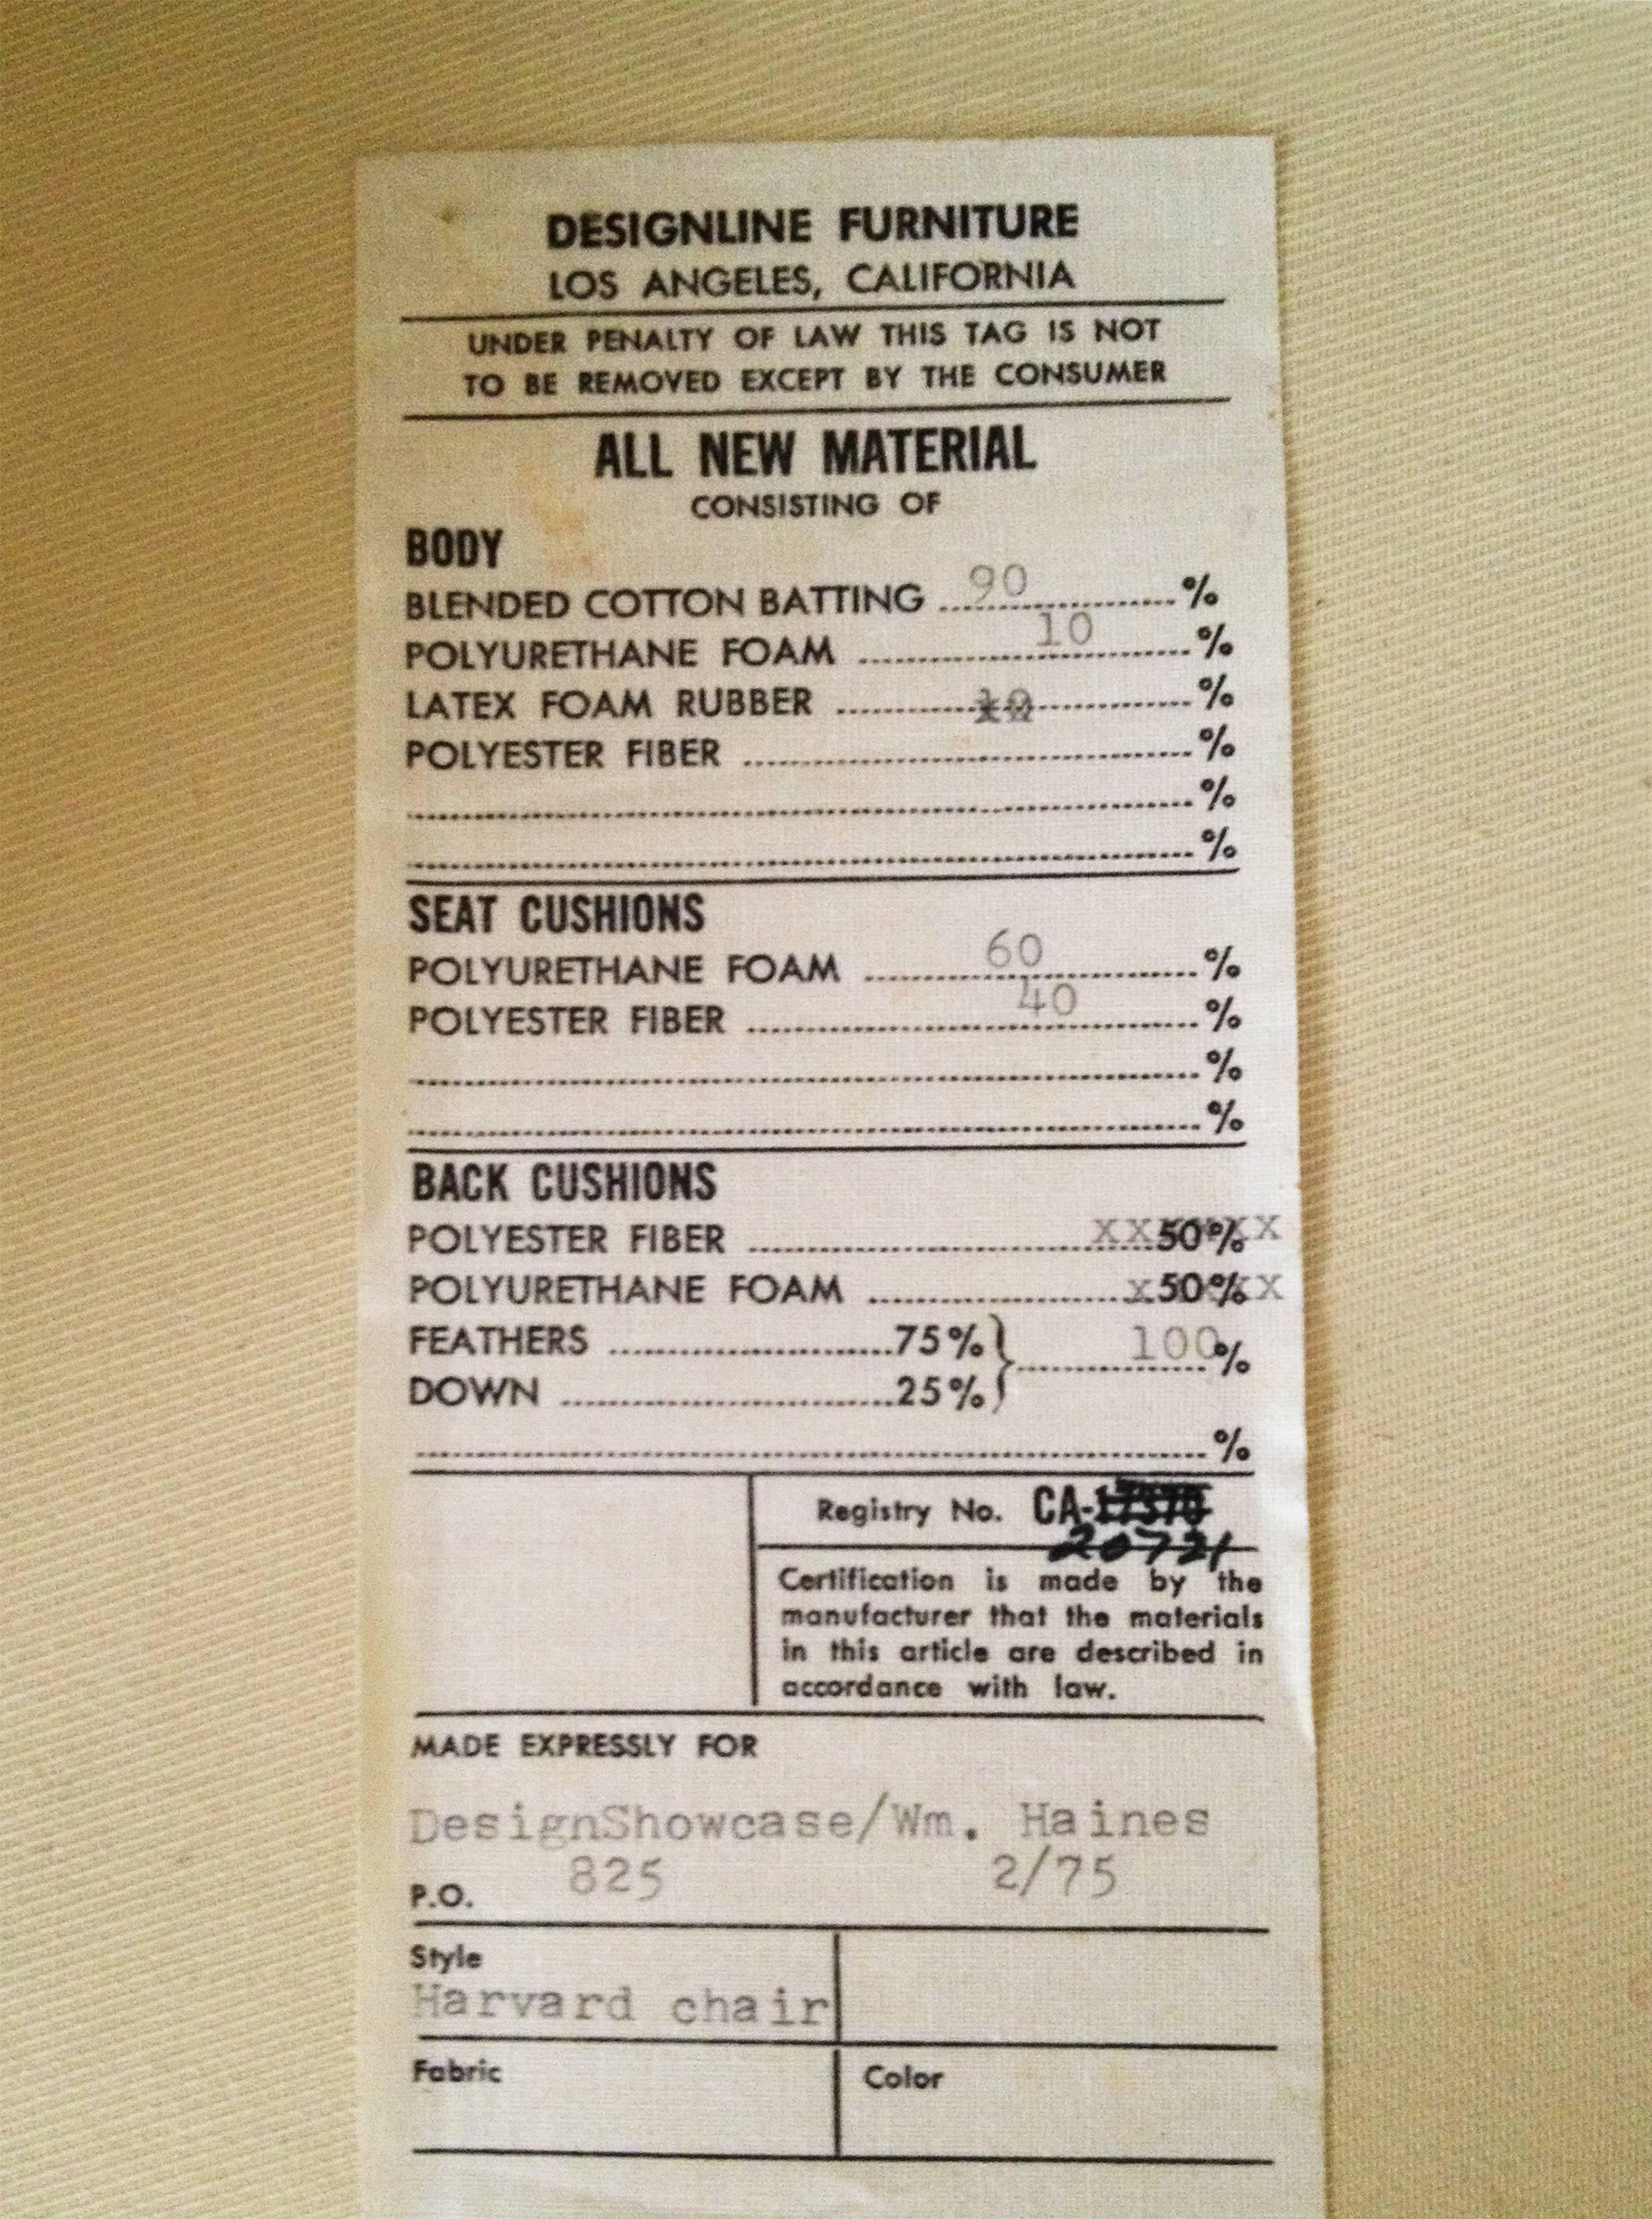 DESIGNLINE FURNITURE
LOS ANGELES, CALIFORNIA
UNDER PENALTY OF LAW THIS TAG IS NOT
TO BE REMOVED EXCEPT BY THE CONSUMER
ALL NEW MATERIAL
CONSISTING OF
BODY
BLENDED COTTON BATTING 90 %
POLYURETHANE FOAM 10 %
LATEX FOAM RUBBER %
POLYESTER FIBER %
%
%
SEAT CUSHIONS
POLYURETHANE FOAM 60 %
POLYESTER FIBER 40 %
%
%
BACK CUSHIONS
POLYESTER FIBER 50%
POLYURETHANE FOAM 50%
FEATHERS 75% 100%
DOWN 25%
%
Registry No. CA-
20721
Certification is made by the
manufacturer that the materials
in this article are described in
accordance with law.
MADE EXPRESSLY FOR
DesignShowcase/Wm. Haines
P.O. 825 2/75
Style
Harvard chair
Fabric Color